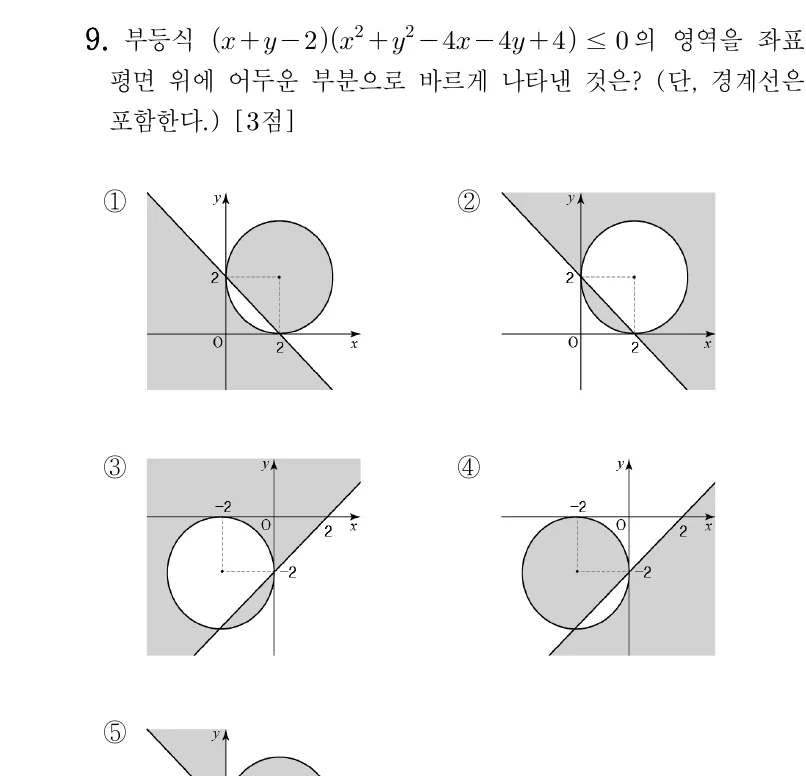 9. 부등식 (x+y−2)(x²+y²−4x−4y+4) ≤ 0의 영역을 좌표
평면 위에 어두운 부분으로 바르게 나타낸 것은? (단, 경계선은
포함한다.) [3점]
① y 2 O 2 x
② y 2 O 2 x
③ y −2 O 2 x −2
④ y −2 O 2 x −2
⑤ y